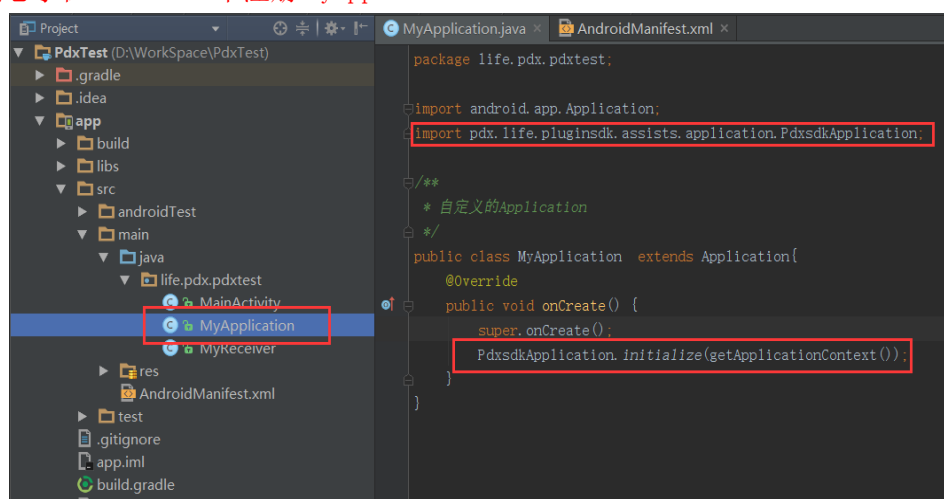 Project
MyApplication.java
AndroidManifest.xml
PdxTest (D:\WorkSpace\PdxTest)
.gradle
.idea
app
build
libs
src
androidTest
main
java
life.pdx.pdxtest
MainActivity
MyApplication
MyReceiver
res
AndroidManifest.xml
test
.gitignore
app.iml
build.gradle
package life.pdx.pdxtest;
import android.app.Application;
import pdx.life.pluginsdk.assists.application.PdxsdkApplication;
/**
* 自定义的Application
*/
public class MyApplication extends Application{
@Override
public void onCreate() {
super.onCreate();
PdxsdkApplication.initialize(getApplicationContext());
}
}